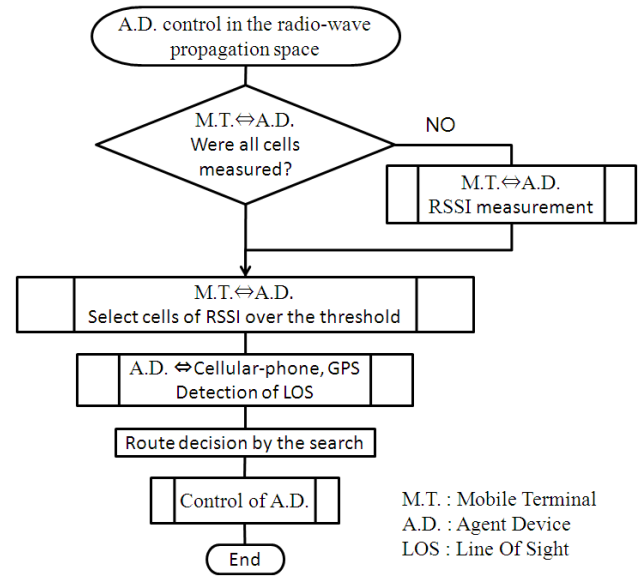 A.D. control in the radio-wave
propagation space
M.T.⇔A.D.
Were all cells
measured?
NO
M.T.⇔A.D.
RSSI measurement
M.T.⇔A.D.
Select cells of RSSI over the threshold
A.D. ⇔Cellular-phone, GPS
Detection of LOS
Route decision by the search
Control of A.D.
End
M.T. : Mobile Terminal
A.D. : Agent Device
LOS : Line Of Sight